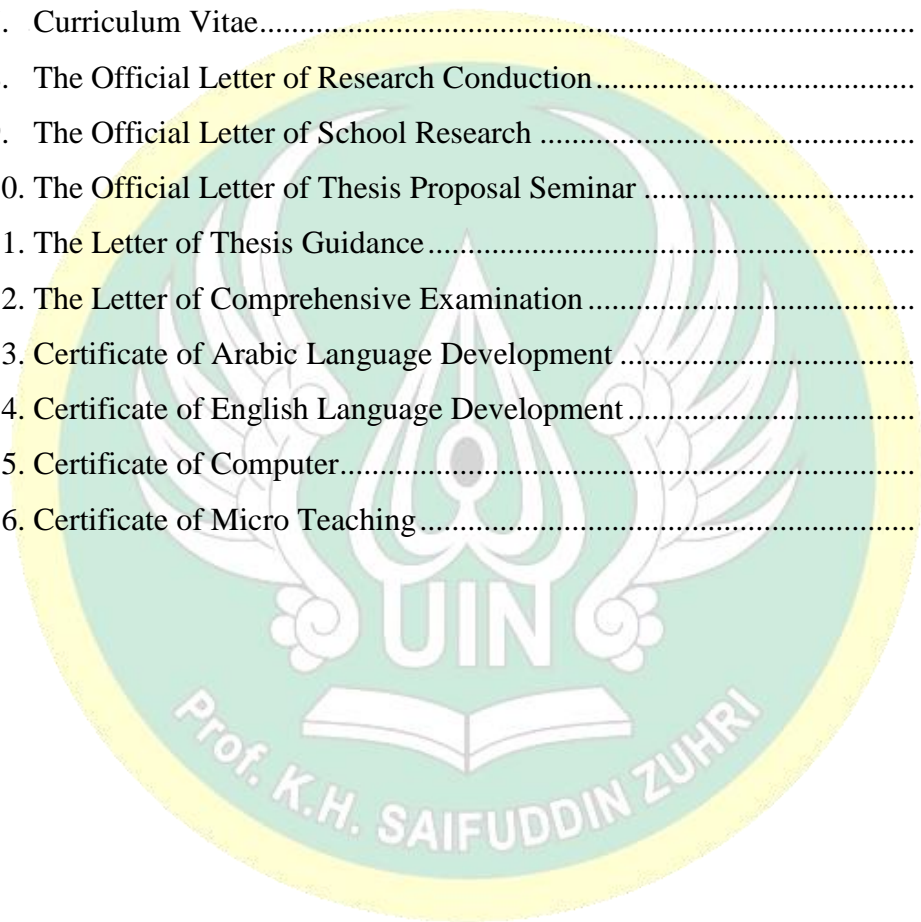 . Curriculum Vitae................................................................................
. The Official Letter of Research Conduction........................................
. The Official Letter of School Research ...............................................
0. The Official Letter of Thesis Proposal Seminar ..................................
1. The Letter of Thesis Guidance.............................................................
2. The Letter of Comprehensive Examination.........................................
3. Certificate of Arabic Language Development .....................................
4. Certificate of English Language Development....................................
5. Certificate of Computer........................................................................
6. Certificate of Micro Teaching..............................................................
UIN
Prof. K.H. SAIFUDDIN ZUHRI